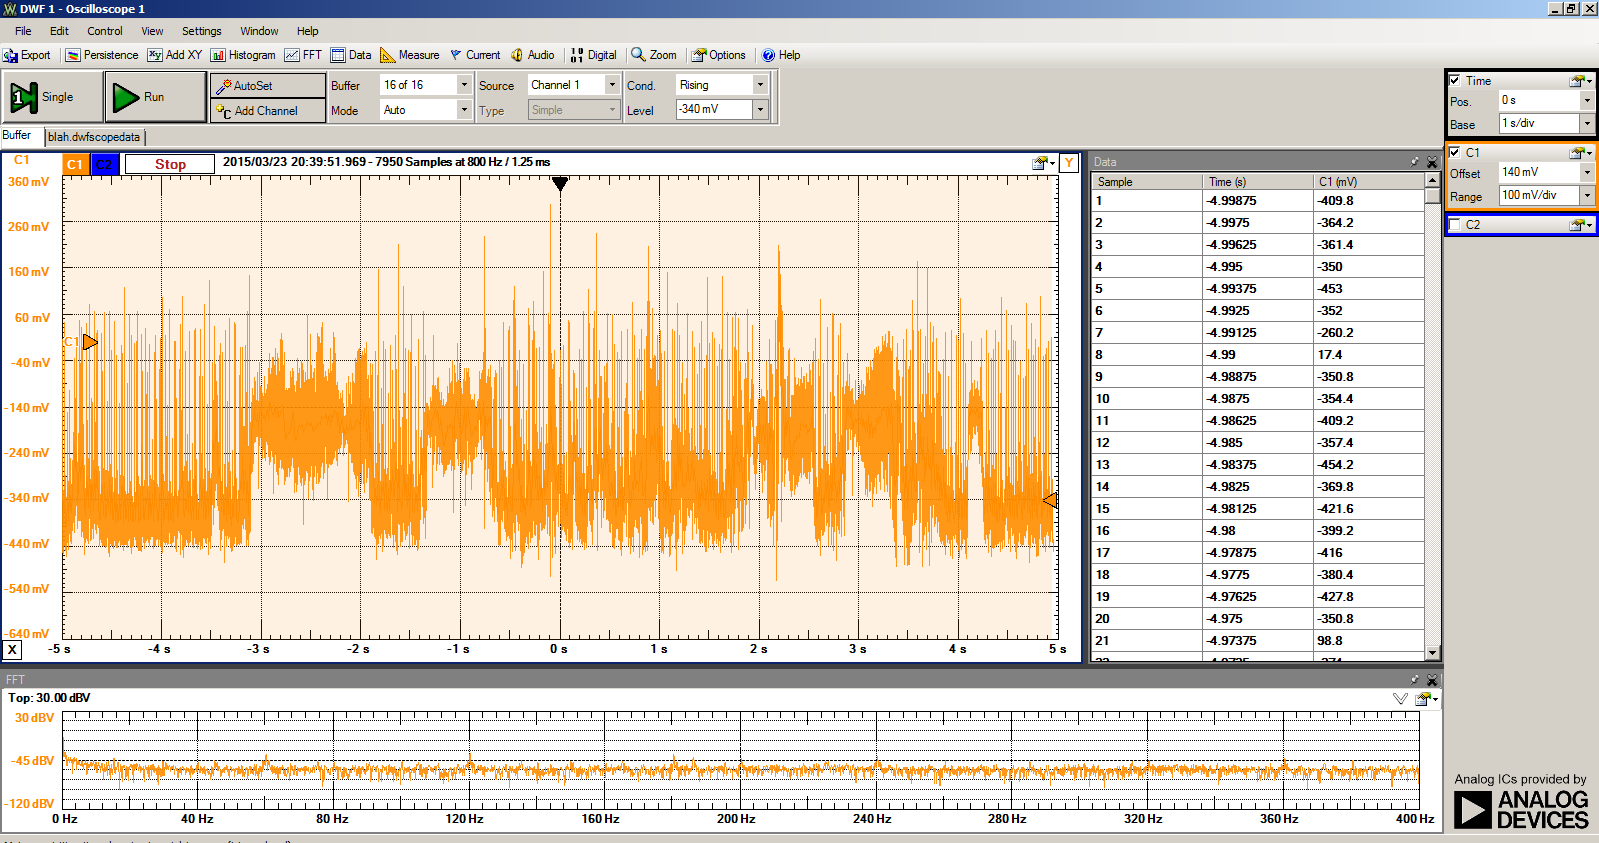 DWF 1 - Oscilloscope 1
File Edit Control View Settings Window Help
Export Persistence Add XY Histogram FFT Data Measure Current Audio Digital Zoom Options Help
1 Single
Run
AutoSet
Add Channel
Buffer 16 of 16 Source Channel 1 Cond. Rising
Mode Auto Type Simple Level -340 mV
Buffer blah.dwfscopedata
C1 C1 C2 Stop 2015/03/23 20:39:51.969 - 7950 Samples at 800 Hz / 1.25 ms Y
360 mV
260 mV
160 mV
60 mV
C1
-40 mV
-140 mV
-240 mV
-340 mV
-440 mV
-540 mV
-640 mV
X -5 s -4 s -3 s -2 s -1 s 0 s 1 s 2 s 3 s 4 s 5 s
Data
Sample Time (s) C1 (mV)
1 -4.99875 -409.8
2 -4.9975 -364.2
3 -4.99625 -361.4
4 -4.995 -350
5 -4.99375 -453
6 -4.9925 -352
7 -4.99125 -260.2
8 -4.99 17.4
9 -4.98875 -350.8
10 -4.9875 -354.4
11 -4.98625 -409.2
12 -4.985 -357.4
13 -4.98375 -454.2
14 -4.9825 -369.8
15 -4.98125 -421.6
16 -4.98 -399.2
17 -4.97875 -416
18 -4.9775 -380.4
19 -4.97625 -427.8
20 -4.975 -350.8
21 -4.97375 98.8
Time
Pos. 0 s
Base 1 s/div
C1
Offset 140 mV
Range 100 mV/div
C2
FFT
Top: 30.00 dBV
30 dBV
-45 dBV
-120 dBV
0 Hz 40 Hz 80 Hz 120 Hz 160 Hz 200 Hz 240 Hz 280 Hz 320 Hz 360 Hz 400 Hz
Analog ICs provided by
ANALOG
DEVICES